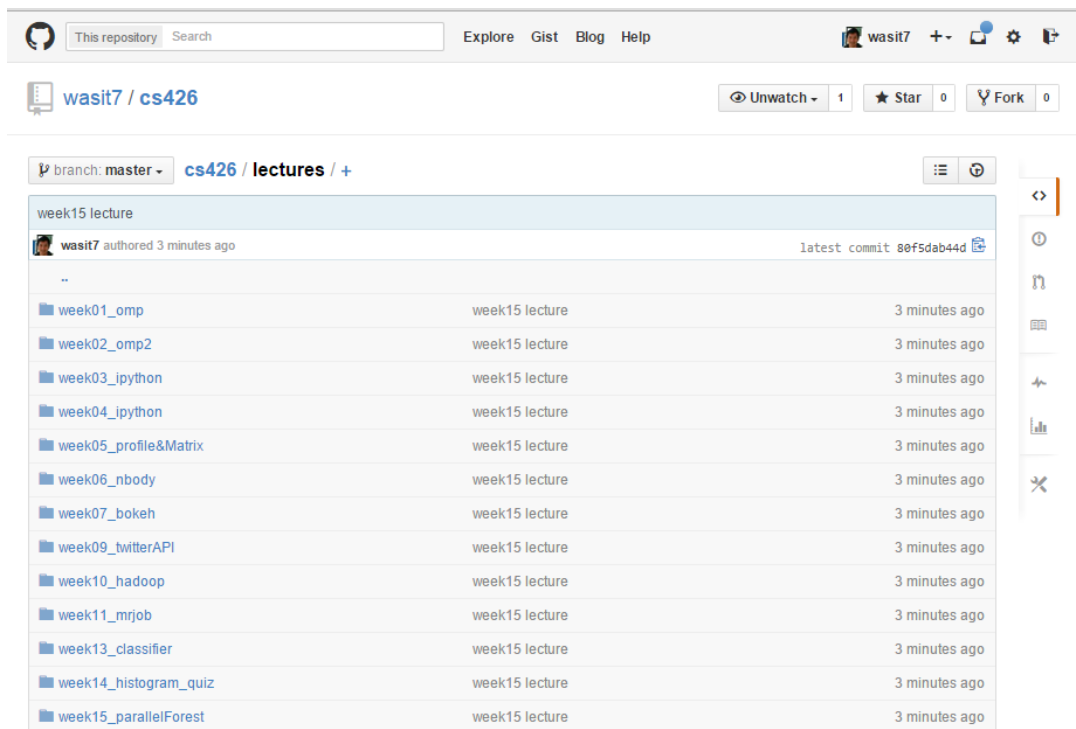 This repository Search Explore Gist Blog Help wasit7
wasit7 / cs426 Unwatch 1 Star 0 Fork 0
branch: master cs426 / lectures / +
week15 lecture
wasit7 authored 3 minutes ago latest commit 80f5dab44d
..
week01_omp week15 lecture 3 minutes ago
week02_omp2 week15 lecture 3 minutes ago
week03_ipython week15 lecture 3 minutes ago
week04_ipython week15 lecture 3 minutes ago
week05_profile&Matrix week15 lecture 3 minutes ago
week06_nbody week15 lecture 3 minutes ago
week07_bokeh week15 lecture 3 minutes ago
week09_twitterAPI week15 lecture 3 minutes ago
week10_hadoop week15 lecture 3 minutes ago
week11_mrjob week15 lecture 3 minutes ago
week13_classifier week15 lecture 3 minutes ago
week14_histogram_quiz week15 lecture 3 minutes ago
week15_parallelForest week15 lecture 3 minutes ago